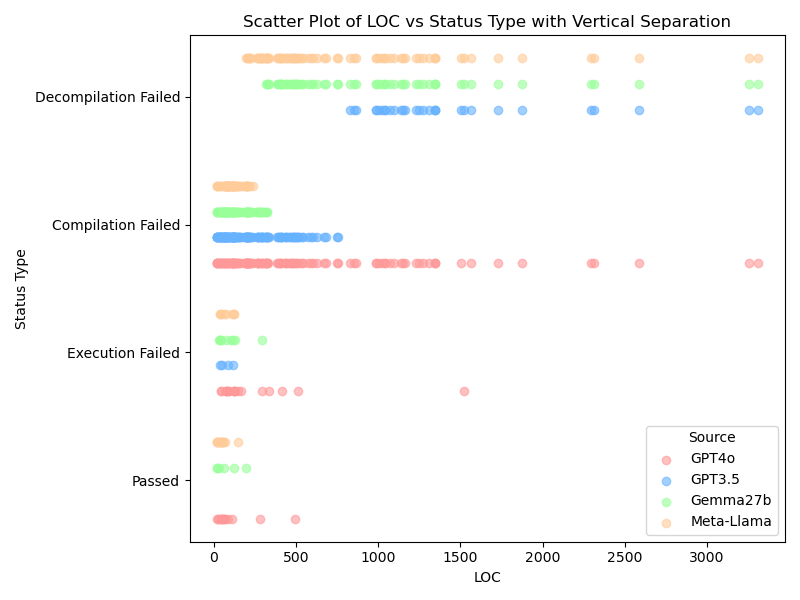 Scatter Plot of LOC vs Status Type with Vertical Separation
Decompilation Failed
Compilation Failed
Execution Failed
Passed
Status Type
0
500
1000
1500
2000
2500
3000
LOC
Source
GPT4o
GPT3.5
Gemma27b
Meta-Llama